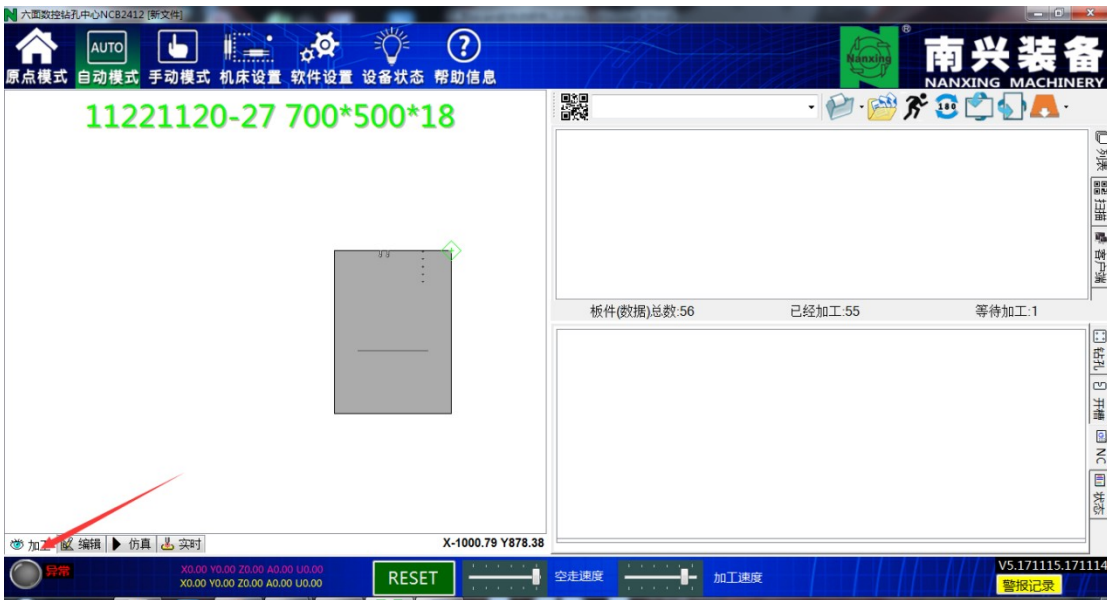 六面数控钻孔中心NCB2412 [新文件]
原点模式 AUTO 自动模式 手动模式 机床设置 软件设置 设备状态 帮助信息
Nanxing ® 南兴装备
NANXING MACHINERY
11221120-27 700*500*18
180
列表
扫描
客户端
板件(数据)总数:56 已经加工:55 等待加工:1
钻孔
开槽
NC
状态
加工 编辑 仿真 实时 X-1000.79 Y878.38
异常
X0.00 Y0.00 Z0.00 A0.00 U0.00
X0.00 Y0.00 Z0.00 A0.00 U0.00
RESET 空走速度 加工速度
V5.171115.171114
警报记录